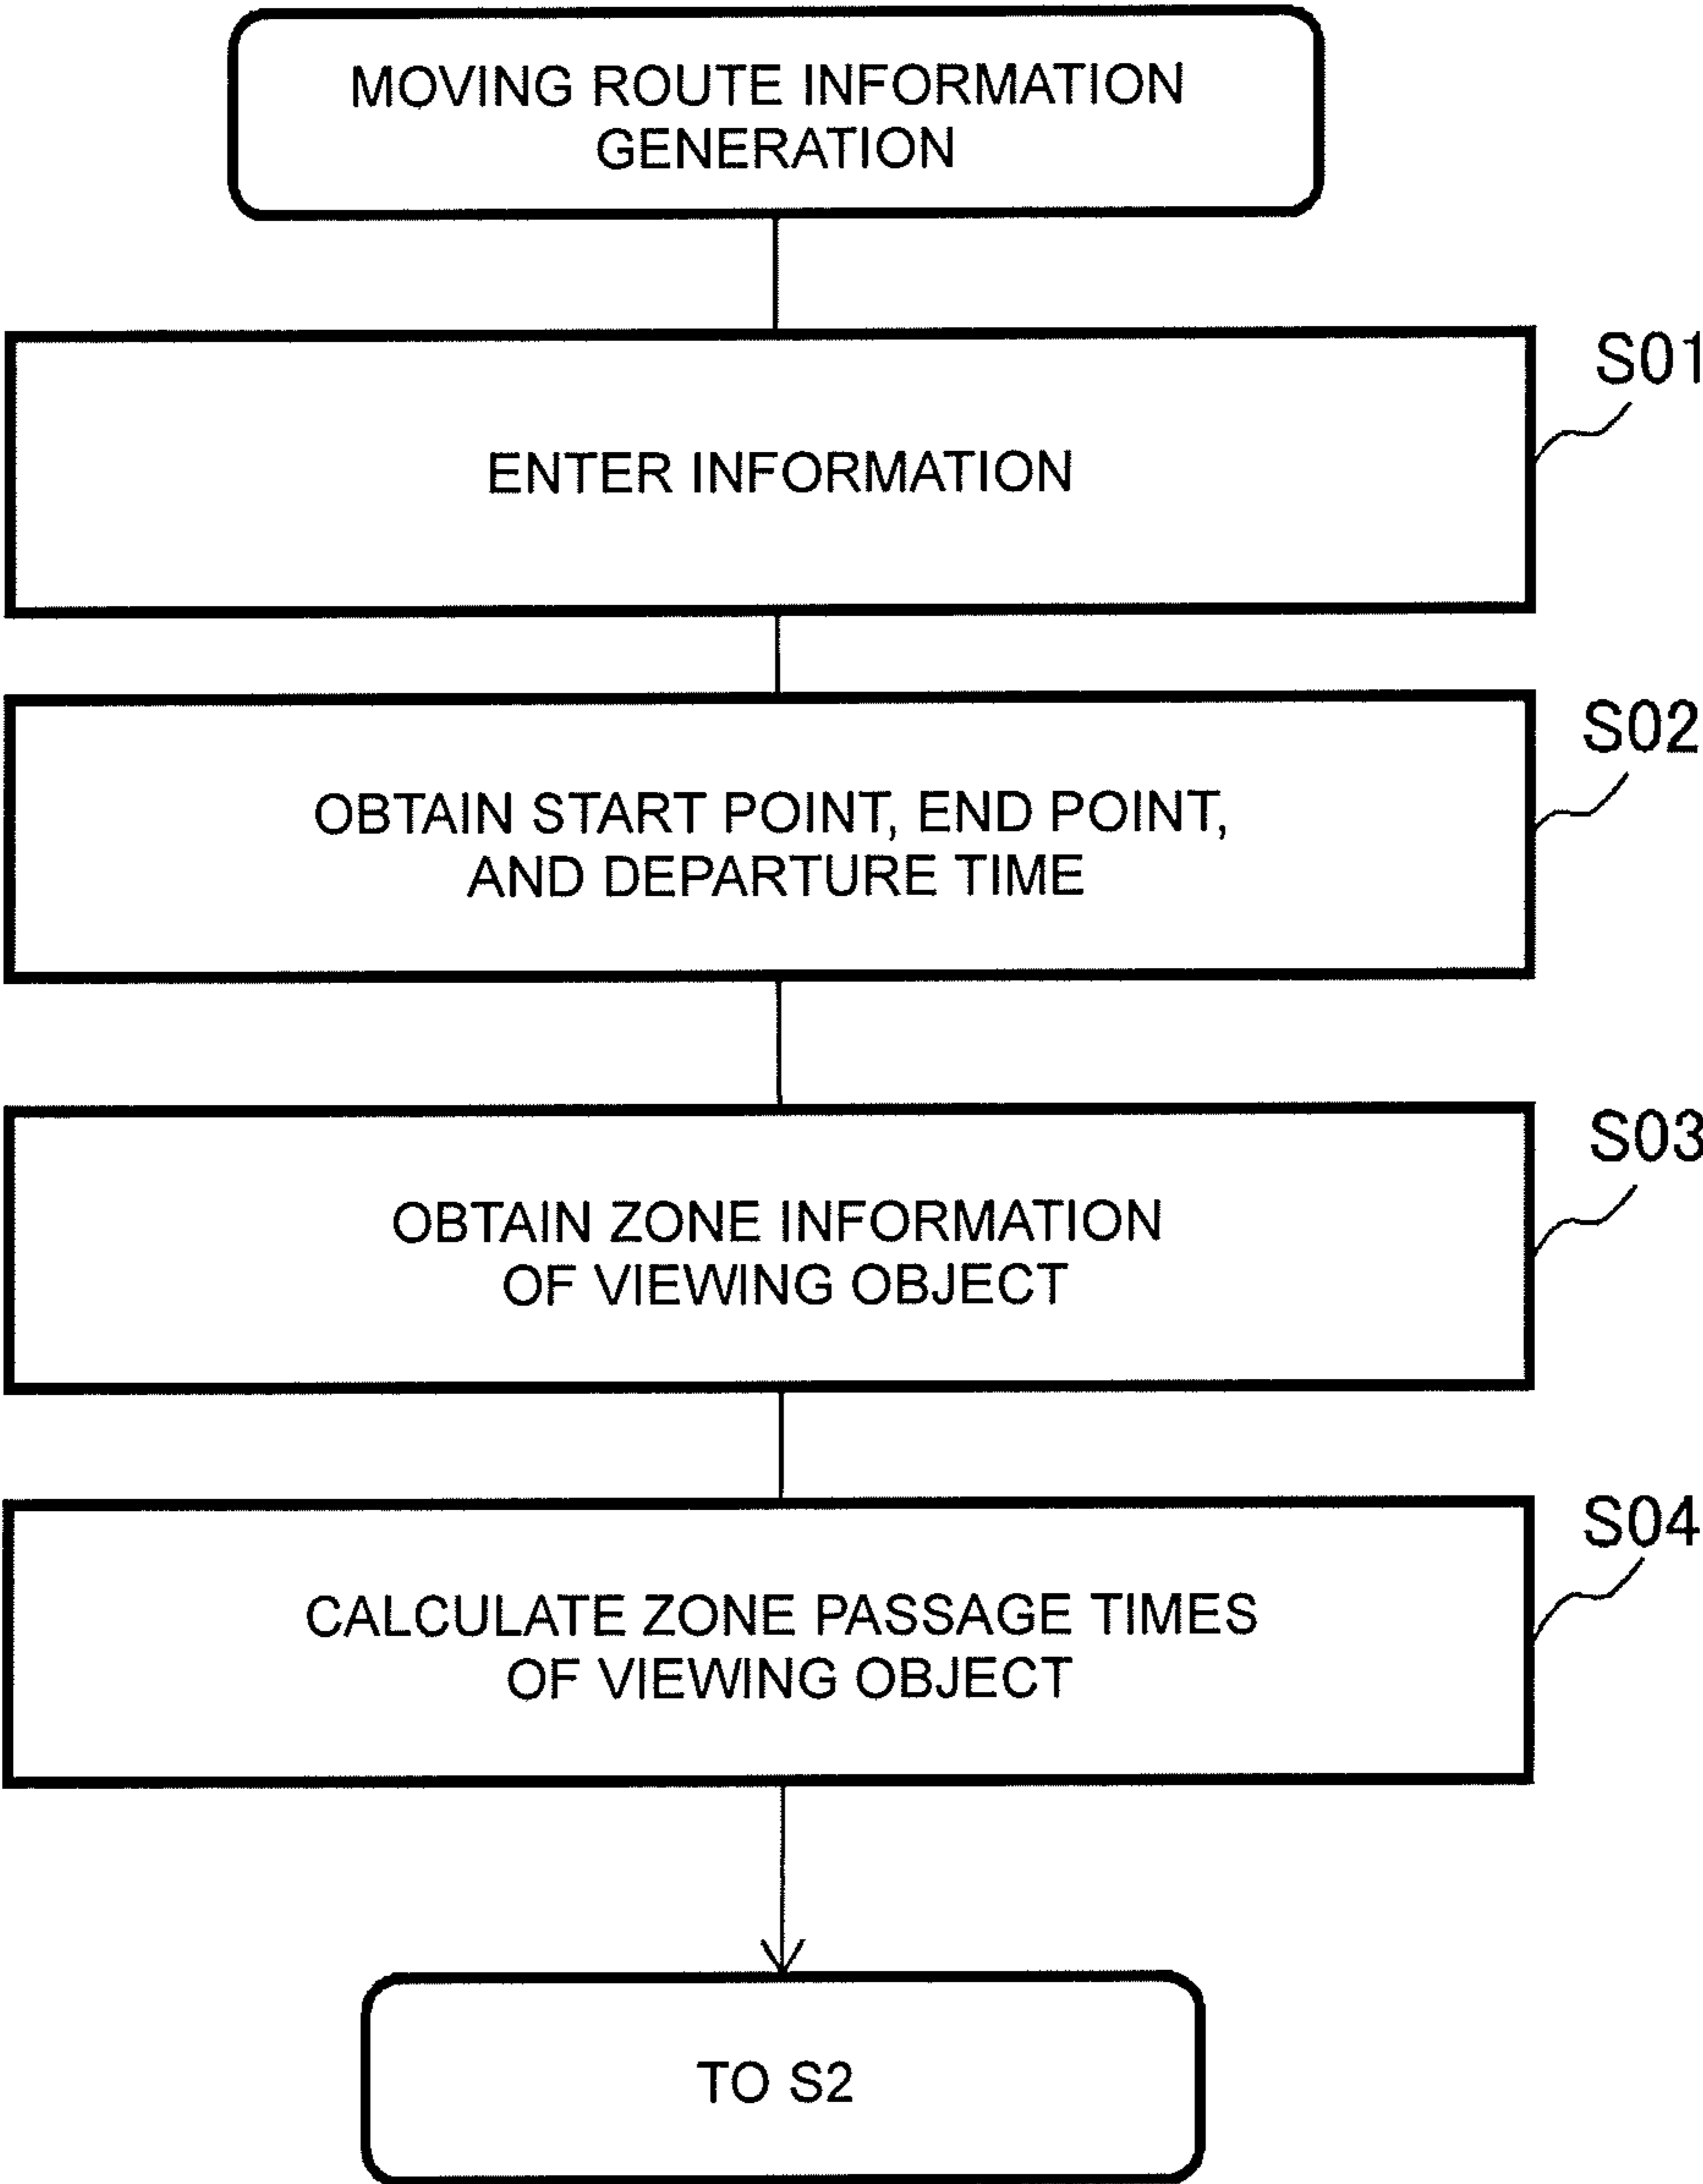 MOVING ROUTE INFORMATION
GENERATION
S01
ENTER INFORMATION
S02
OBTAIN START POINT, END POINT,
AND DEPARTURE TIME
S03
OBTAIN ZONE INFORMATION
OF VIEWING OBJECT
S04
CALCULATE ZONE PASSAGE TIMES
OF VIEWING OBJECT
TO S2